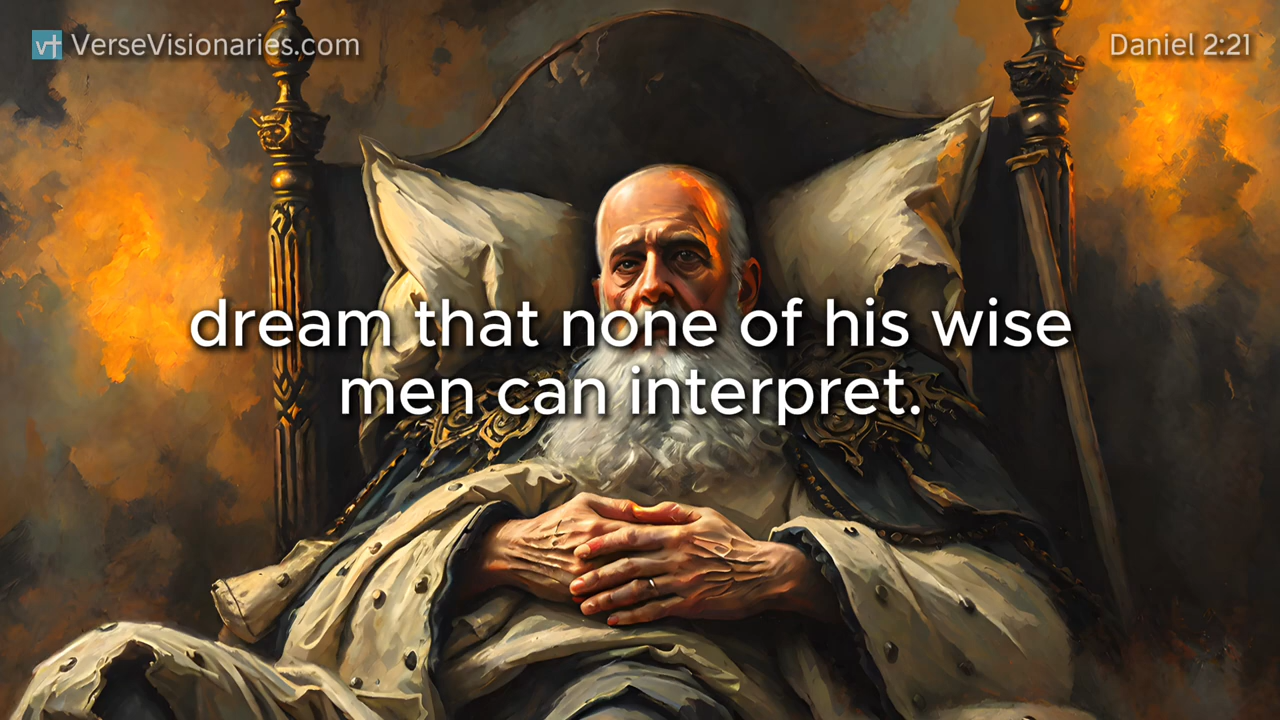 VerseVisionaries.com
Daniel 2:21
dream that none of his wise
men can interpret.